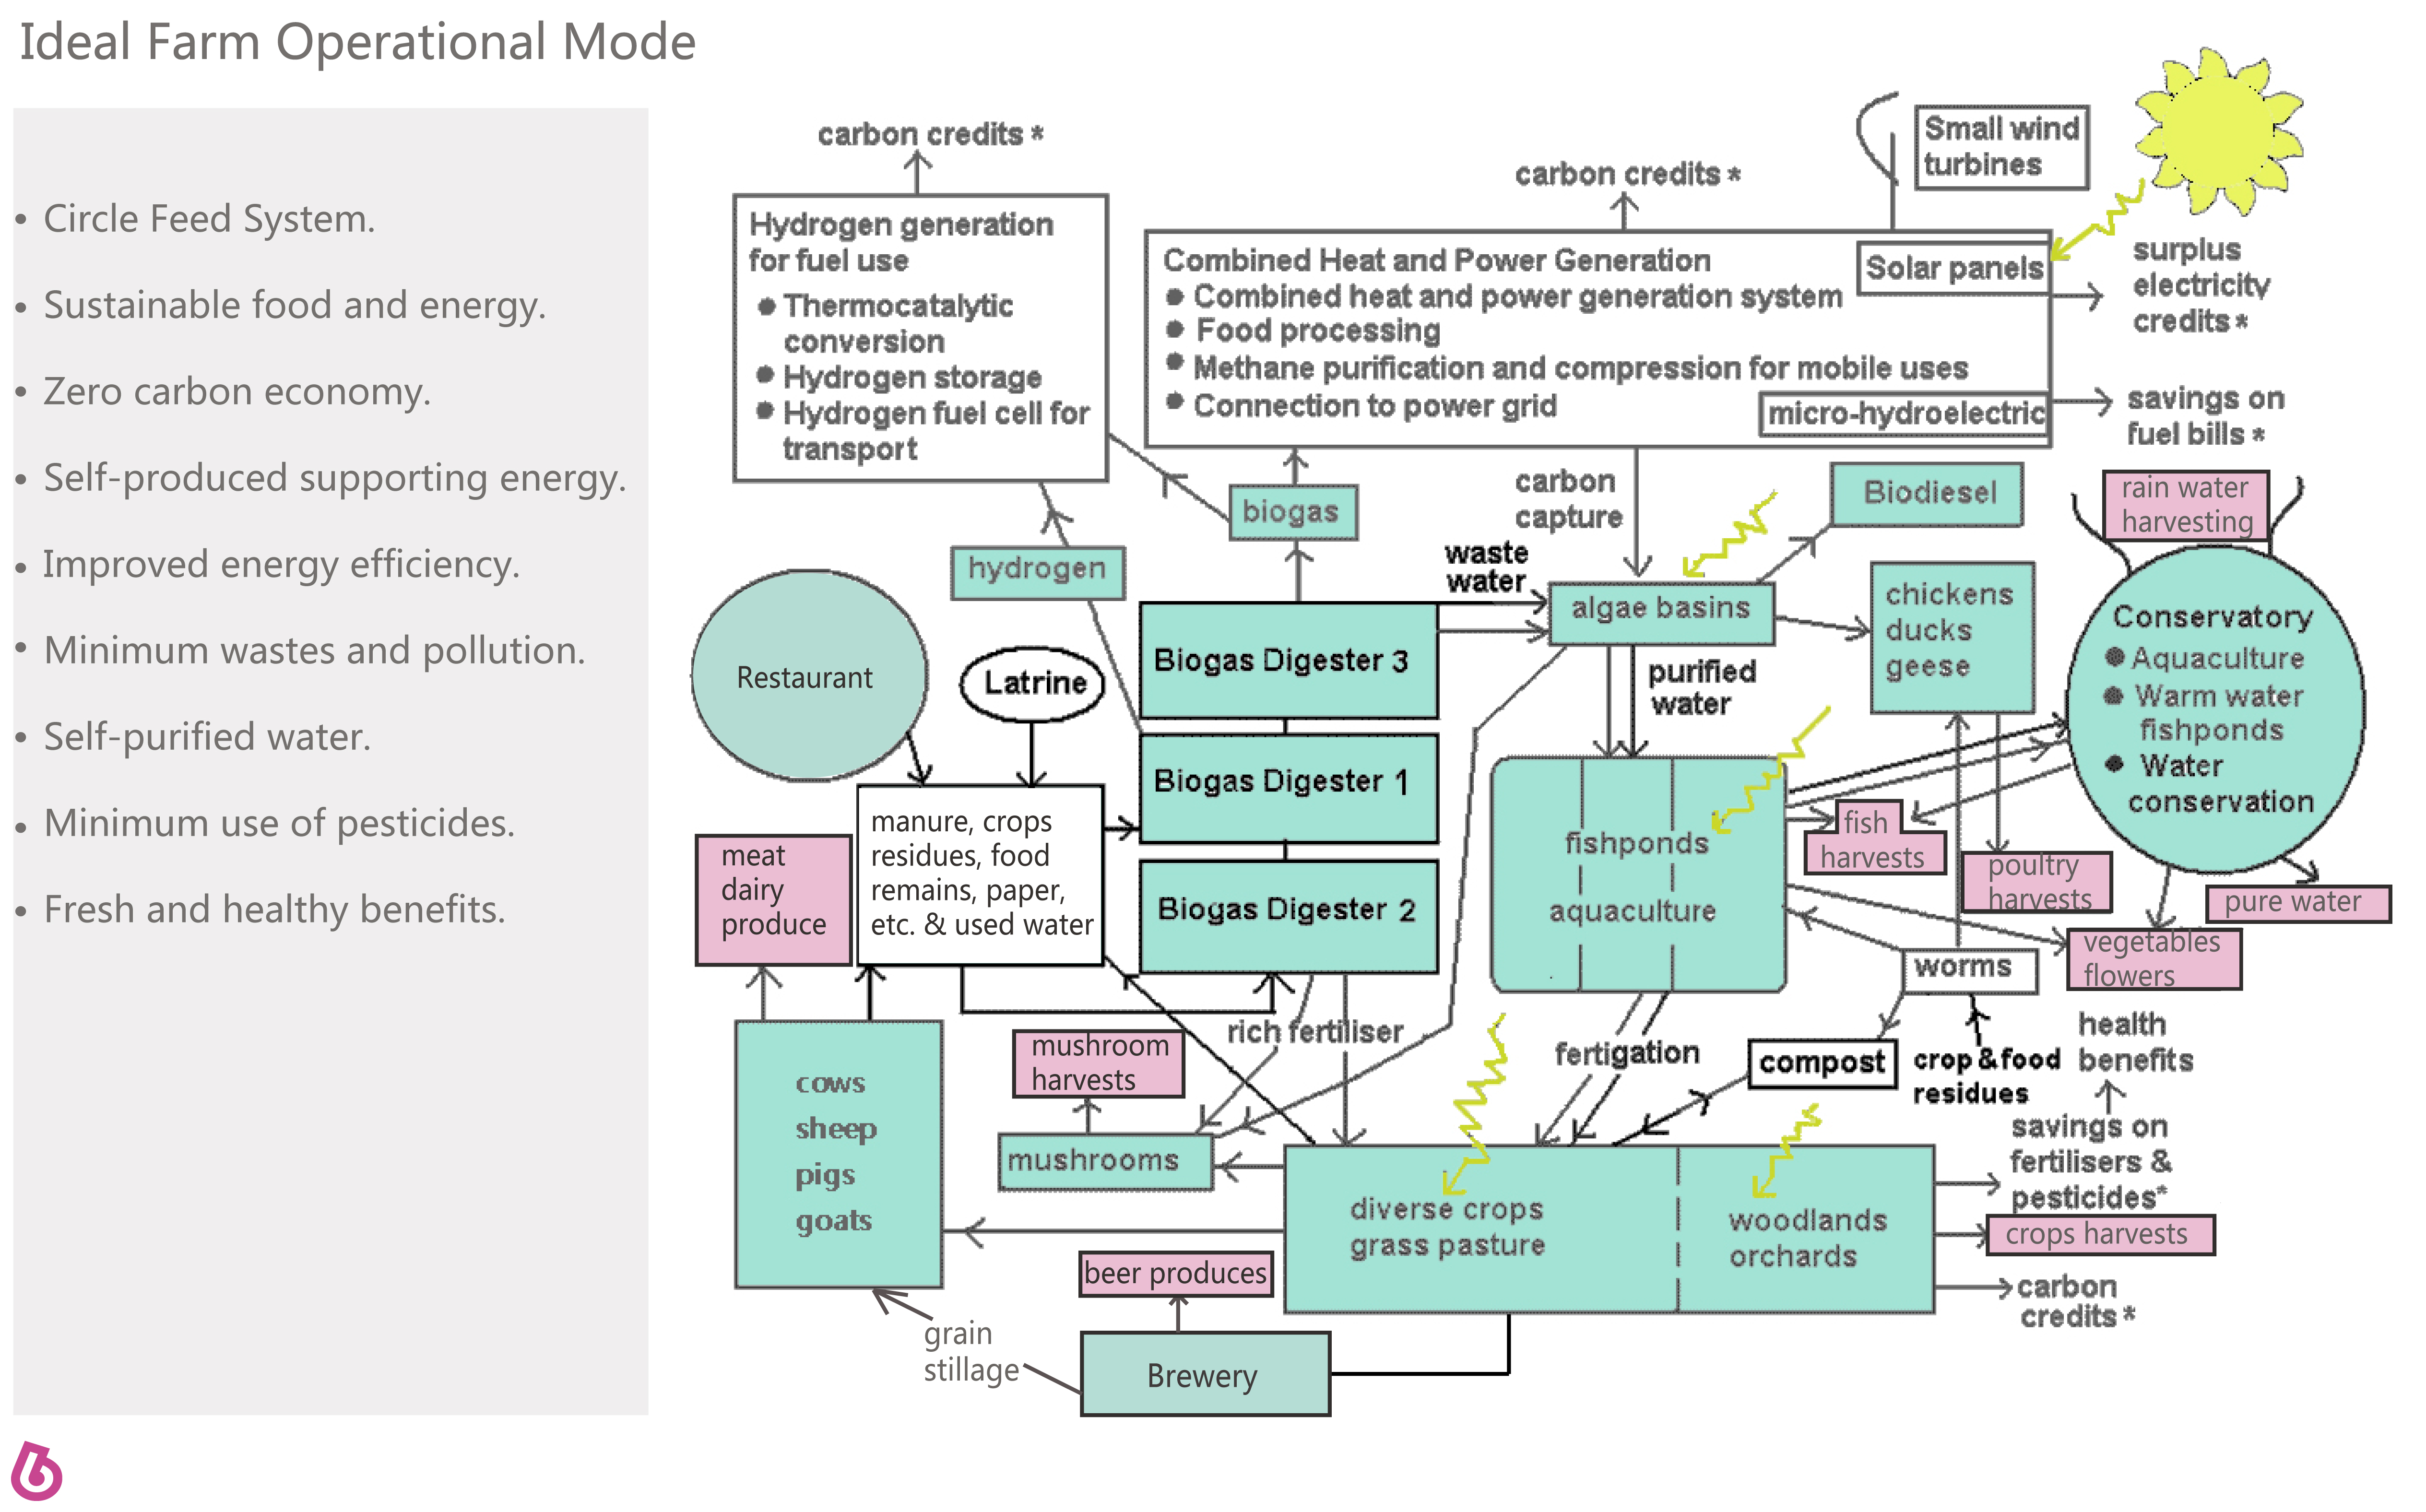 Ideal Farm Operational Mode
• Circle Feed System.
• Sustainable food and energy.
• Zero carbon economy.
• Self-produced supporting energy.
• Improved energy efficiency.
• Minimum wastes and pollution.
• Self-purified water.
• Minimum use of pesticides.
• Fresh and healthy benefits.
carbon credits *
Hydrogen generation
for fuel use
● Thermocatalytic
conversion
● Hydrogen storage
● Hydrogen fuel cell for
transport
carbon credits *
Small wind
turbines
Combined Heat and Power Generation
● Combined heat and power generation system
● Food processing
● Methane purification and compression for mobile uses
● Connection to power grid
Solar panels
micro-hydroelectric
surplus
electricity
credits *
savings on
fuel bills *
biogas
hydrogen
carbon
capture
Biodiesel
rain water
harvesting
waste
water
algae basins
chickens
ducks
geese
Conservatory
● Aquaculture
● Warm water
fishponds
● Water
conservation
Restaurant
Latrine
Biogas Digester 3
Biogas Digester 1
Biogas Digester 2
purified
water
manure, crops
residues, food
remains, paper,
etc. & used water
meat
dairy
produce
fishponds
aquaculture
fish
harvests
poultry
harvests
pure water
vegetables
flowers
worms
cows
sheep
pigs
goats
mushroom
harvests
rich fertiliser
fertigation
compost
crop & food
residues
health
benefits
savings on
fertilisers &
pesticides*
mushrooms
diverse crops
grass pasture
woodlands
orchards
crops harvests
carbon
credits *
beer produces
grain
stillage
Brewery